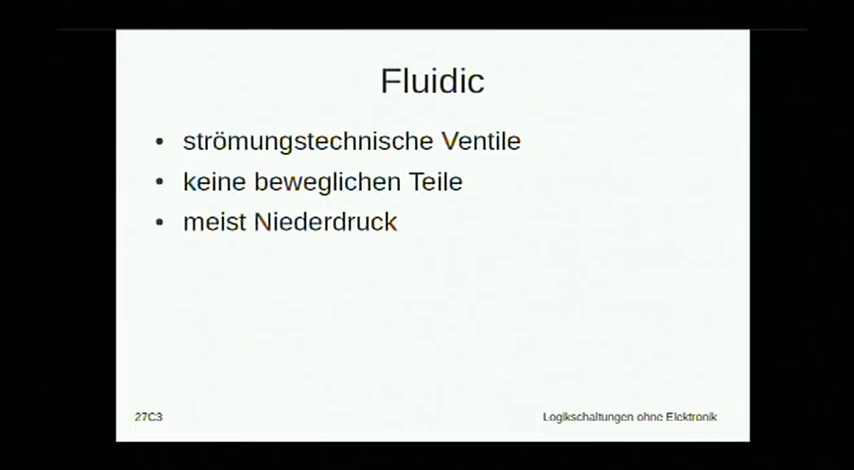 Fluidic
• strömungstechnische Ventile
• keine beweglichen Teile
• meist Niederdruck
27C3
Logikschaltungen ohne Elektronik